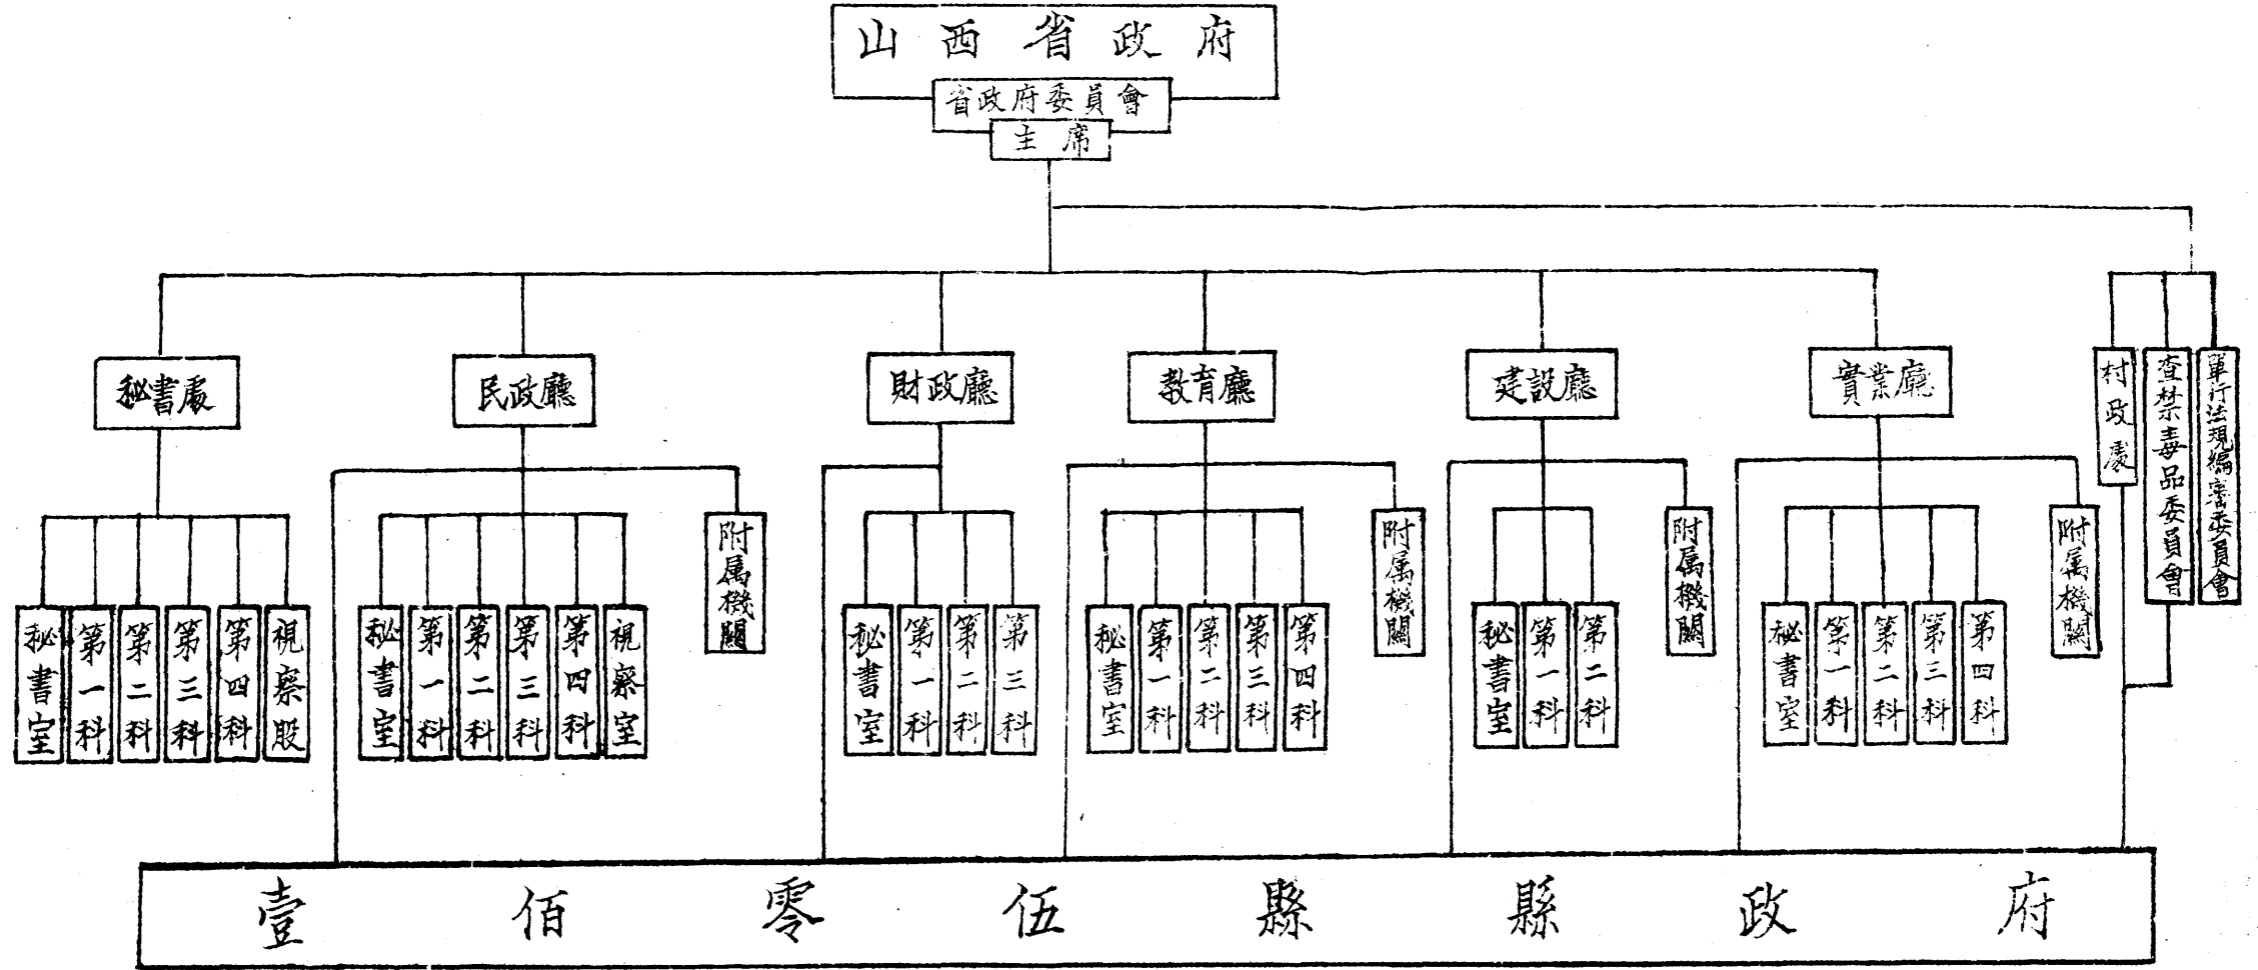 山西省政府
省政府委員會
主席
秘書處
民政廳
財政廳
教育廳
建設廳
實業廳
村政處
查禁毒品委員會
單行法規編審委員會
秘書室
第一科
第二科
第三科
第四科
視察股
秘書室
第一科
第二科
第三科
第四科
視察室
附属機關
秘書室
第一科
第二科
第三科
秘書室
第一科
第二科
第三科
第四科
附属機關
秘書室
第一科
第二科
附属機關
秘書室
第一科
第二科
第三科
第四科
附属機關
壹佰零伍縣縣政府